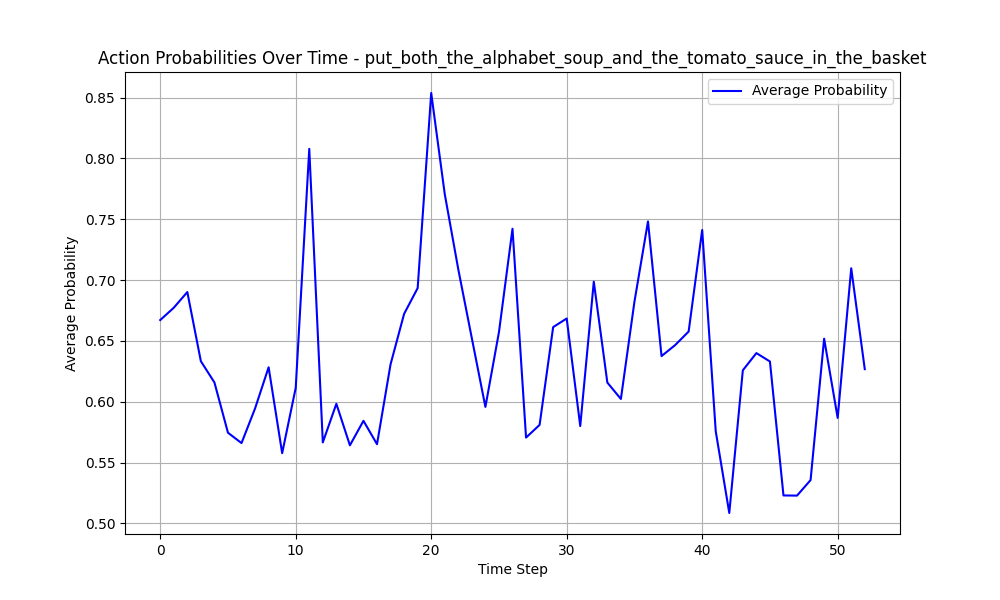 Action Probabilities Over Time - put_both_the_alphabet_soup_and_the_tomato_sauce_in_the_basket
Average Probability
0.85
0.80
0.75
0.70
0.65
0.60
0.55
0.50
Average Probability
0 10 20 30 40 50
Time Step